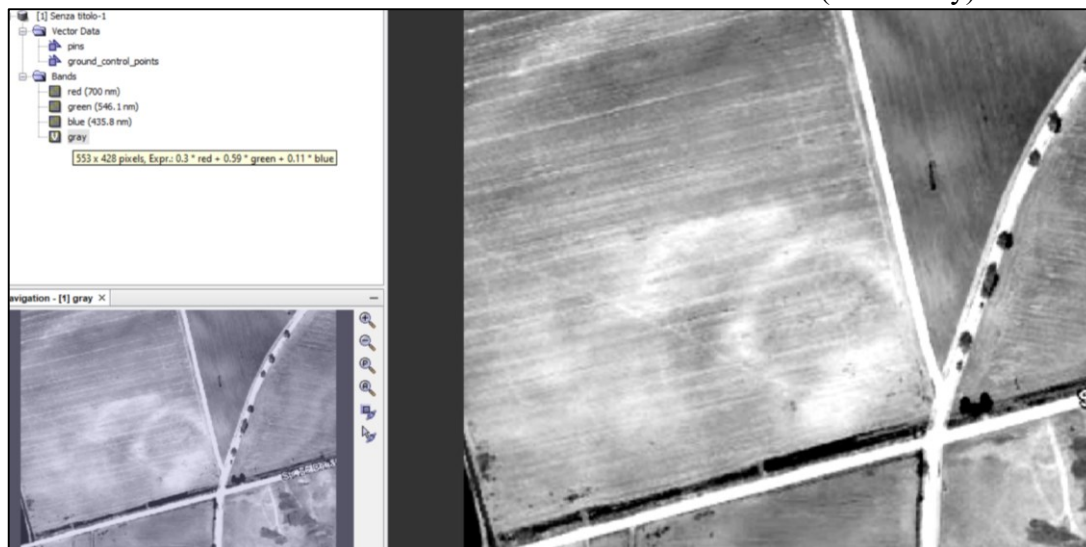 [1] Senza titolo-1
Vector Data
pins
ground_control_points
Bands
red (700 nm)
green (546.1 nm)
blue (435.8 nm)
gray
553 x 428 pixels, Expr.: 0.3 * red + 0.59 * green + 0.11 * blue
avigation - [1] gray